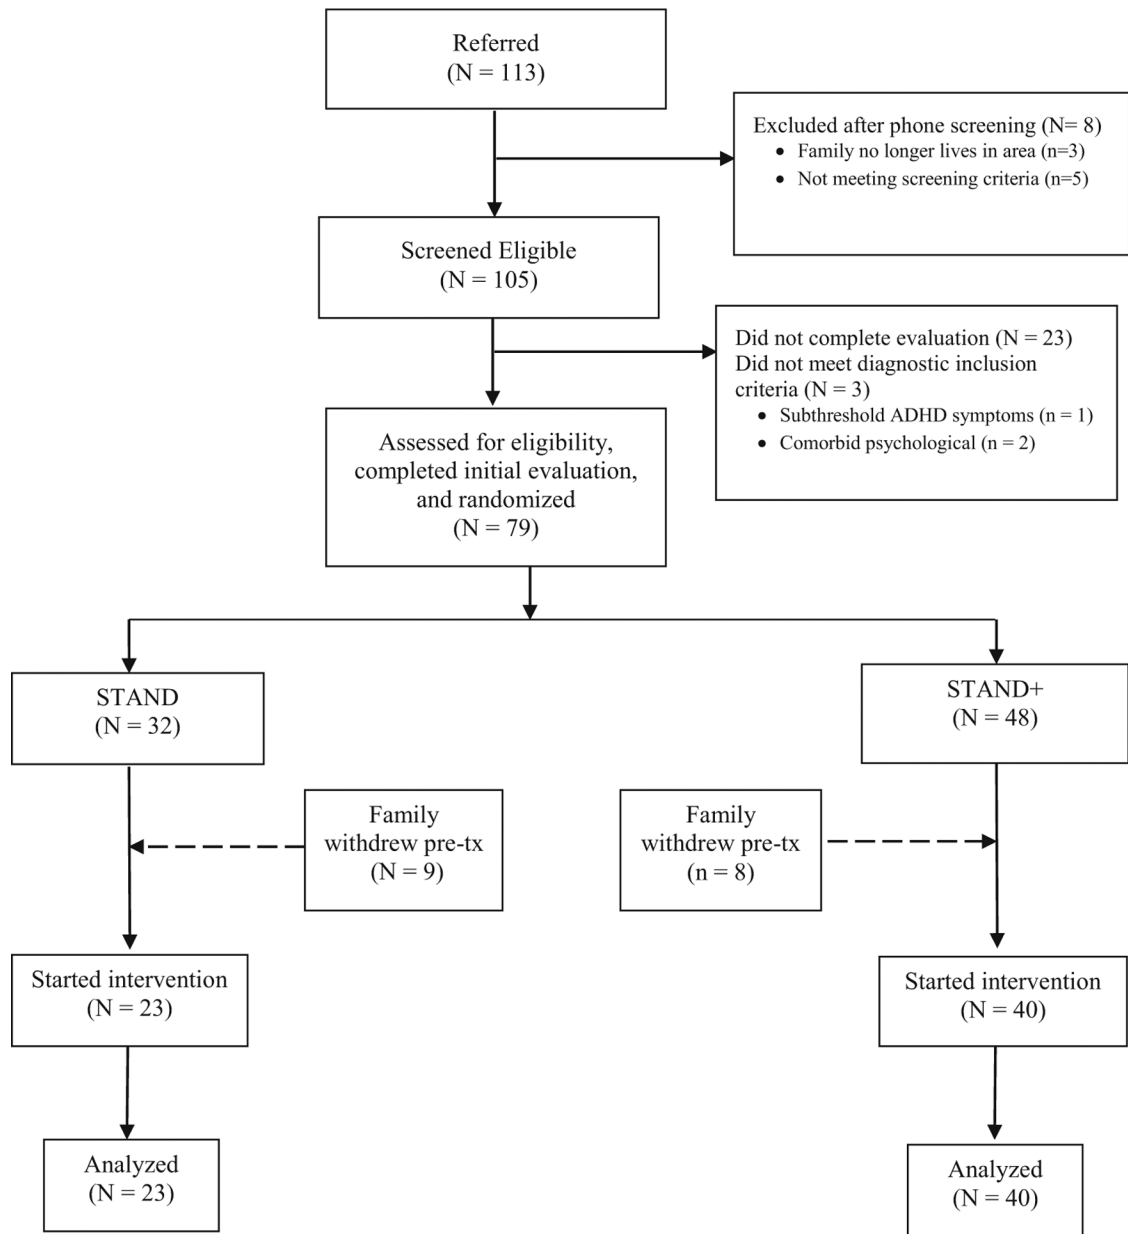 Referred
(N = 113)
Excluded after phone screening (N= 8)
• Family no longer lives in area (n=3)
• Not meeting screening criteria (n=5)
Screened Eligible
(N = 105)
Did not complete evaluation (N = 23)
Did not meet diagnostic inclusion
criteria (N = 3)
• Subthreshold ADHD symptoms (n = 1)
• Comorbid psychological (n = 2)
Assessed for eligibility,
completed initial evaluation,
and randomized
(N = 79)
STAND
(N = 32)
STAND+
(N = 48)
Family
withdrew pre-tx
(N = 9)
Family
withdrew pre-tx
(n = 8)
Started intervention
(N = 23)
Started intervention
(N = 40)
Analyzed
(N = 23)
Analyzed
(N = 40)